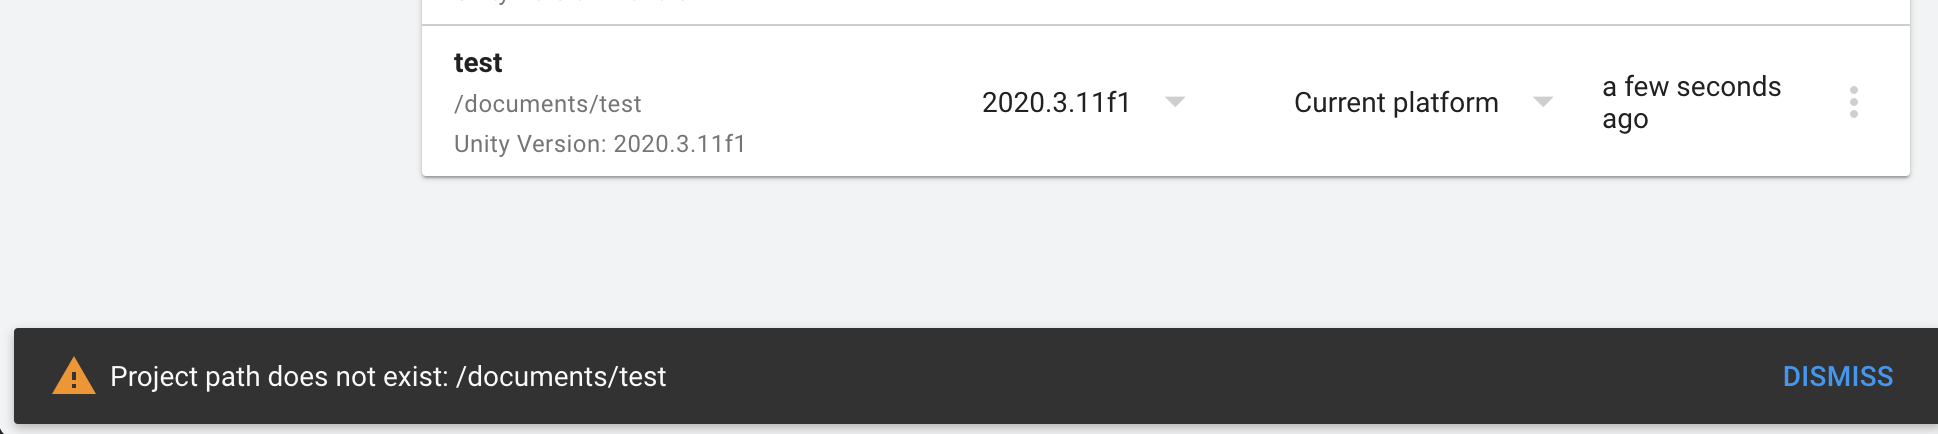 test
/documents/test
Unity Version: 2020.3.11f1
2020.3.11f1
Current platform
a few seconds
ago
Project path does not exist: /documents/test
DISMISS